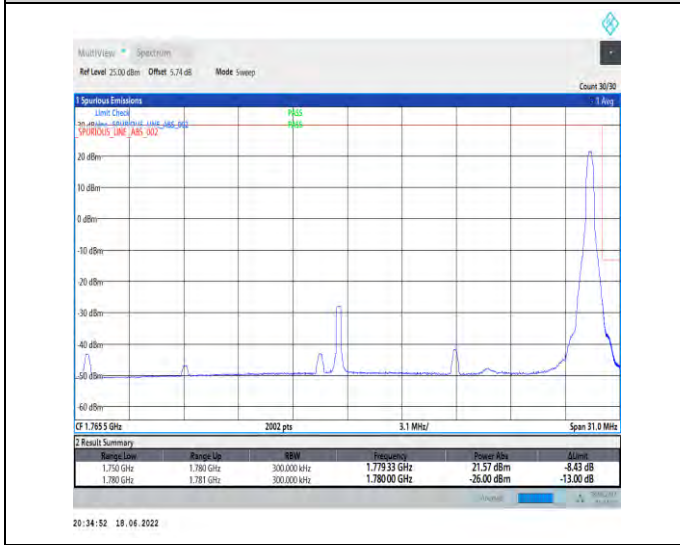 MultiView Spectrum
Ref Level 25.00 dBm Offset 5.74 dB Mode Sweep
Count 30/30
1 Spurious Emissions 1 Avg
Limit Check PASS
SPURIOUS_LINE_ABS_002 PASS
SPURIOUS_LINE_ABS_002
20 dBm
10 dBm
0 dBm
-10 dBm
-20 dBm
-30 dBm
-40 dBm
-50 dBm
-60 dBm
CF 1.765 5 GHz 2002 pts 3.1 MHz/ Span 31.0 MHz
2 Result Summary
Range Low Range Up RBW Frequency Power Abs ΔLimit
1.750 GHz 1.780 GHz 300.000 kHz 1.779 33 GHz 21.57 dBm -8.43 dB
1.780 GHz 1.781 GHz 300.000 kHz 1.780 00 GHz -26.00 dBm -13.00 dB
20:34:52 18.06.2022